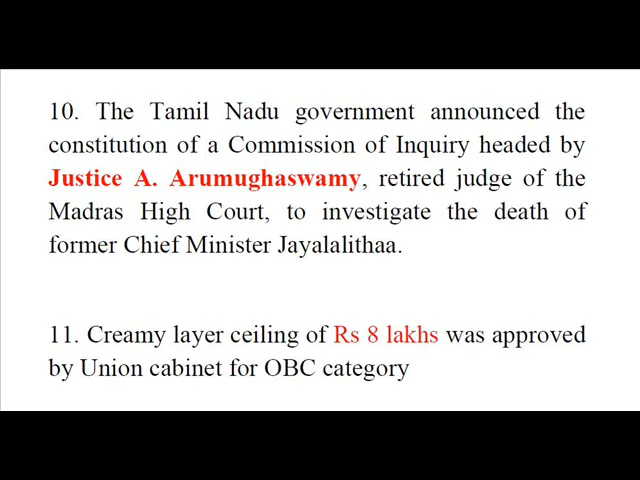 10. The Tamil Nadu government announced the
constitution of a Commission of Inquiry headed by
Justice A. Arumughaswamy, retired judge of the
Madras High Court, to investigate the death of
former Chief Minister Jayalalithaa.
11. Creamy layer ceiling of Rs 8 lakhs was approved
by Union cabinet for OBC category